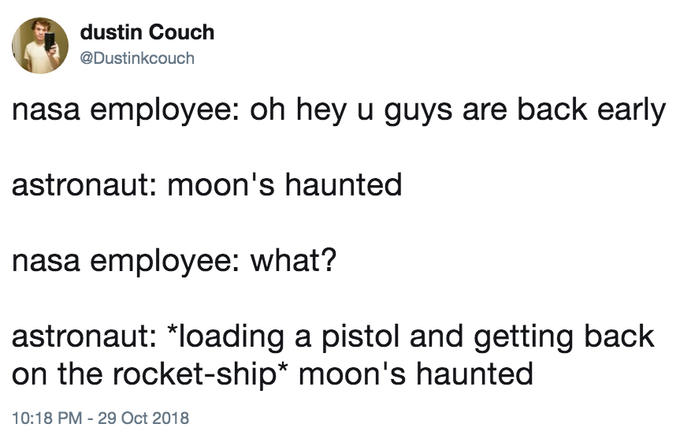 dustin Couch
@Dustinkcouch
nasa employee: oh hey u guys are back early
astronaut: moon's haunted
nasa employee: what?
astronaut: *loading a pistol and getting back
on the rocket-ship* moon's haunted
10:18 PM - 29 Oct 2018